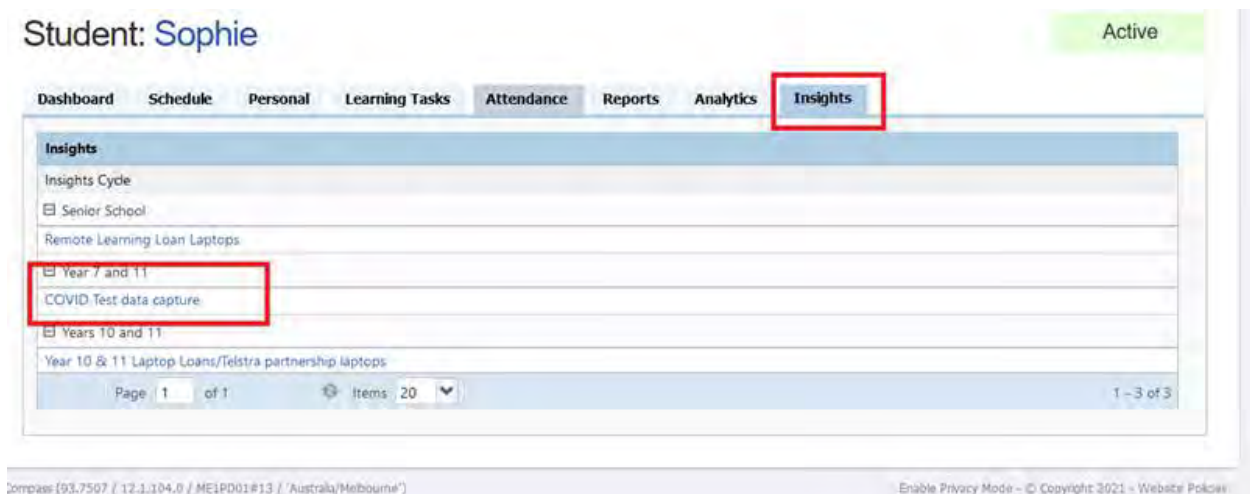 Student: Sophie
Active
Dashboard Schedule Personal Learning Tasks Attendance Reports Analytics Insights
Insights
Insights Cycle
Senior School
Remote Learning Loan Laptops
Year 7 and 11
COVID Test data capture
Years 10 and 11
Year 10 & 11 Laptop Loans/Telstra partnership laptops
Page 1 of 1 Items 20 1 - 3 of 3
Compass [93.7507 / 12.1.104.0 / ME1PD01#13 / 'Australia/Melbourne'] Enable Privacy Mode - © Copyright 2021 - Website Policies